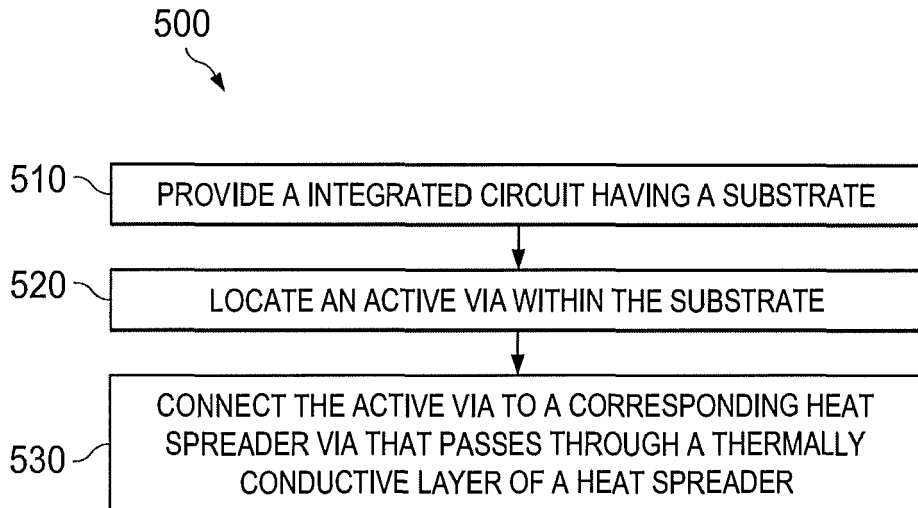 500
510
PROVIDE A INTEGRATED CIRCUIT HAVING A SUBSTRATE
520
LOCATE AN ACTIVE VIA WITHIN THE SUBSTRATE
530
CONNECT THE ACTIVE VIA TO A CORRESPONDING HEAT
SPREADER VIA THAT PASSES THROUGH A THERMALLY
CONDUCTIVE LAYER OF A HEAT SPREADER